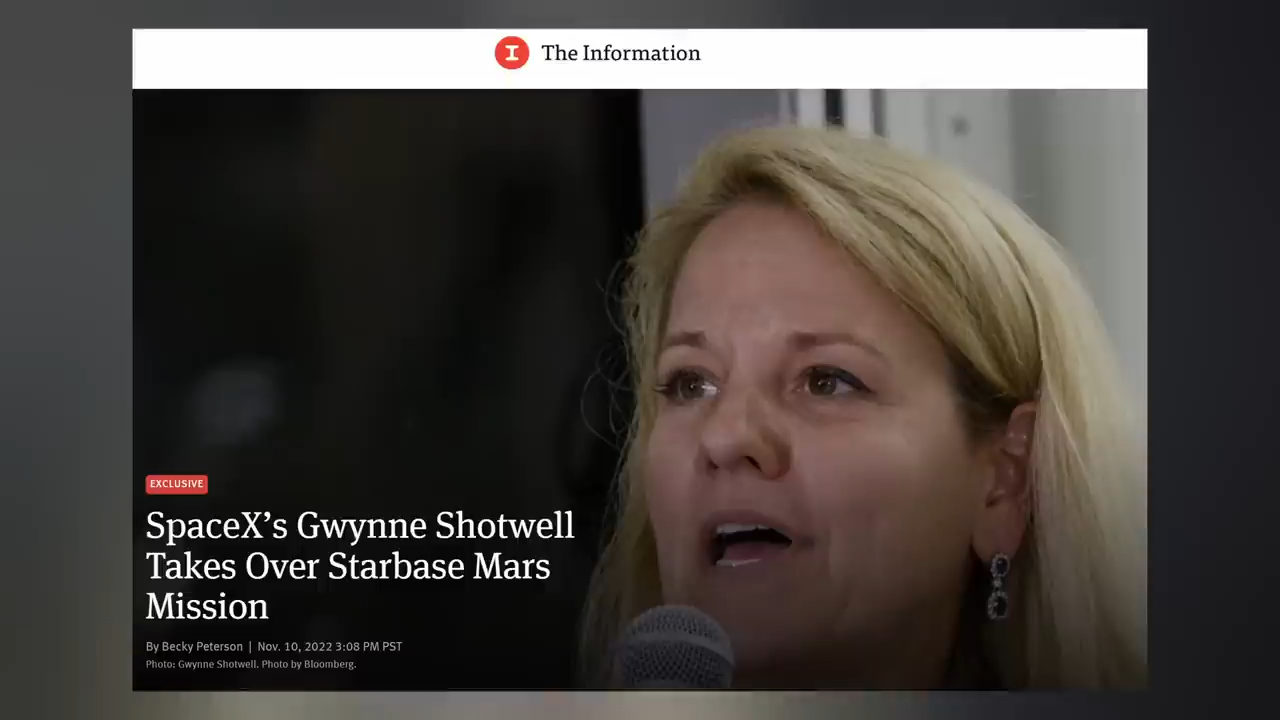 The Information
EXCLUSIVE
SpaceX’s Gwynne Shotwell
Takes Over Starbase Mars
Mission
By Becky Peterson | Nov. 10, 2022 3:08 PM PST
Photo: Gwynne Shotwell. Photo by Bloomberg.